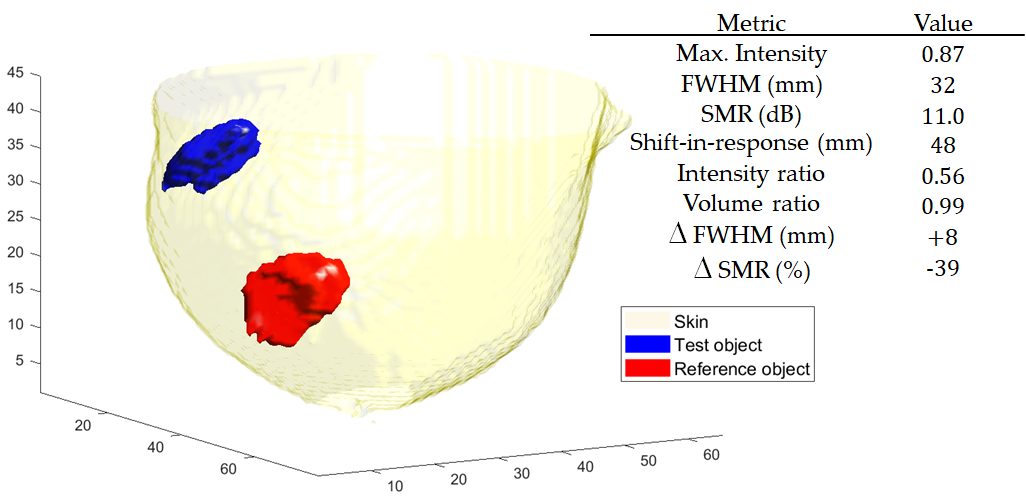 Metric Value
Max. Intensity 0.87
FWHM (mm) 32
SMR (dB) 11.0
Shift-in-response (mm) 48
Intensity ratio 0.56
Volume ratio 0.99
Δ FWHM (mm) +8
Δ SMR (%) -39
45
40
35
30
25
20
15
10
5
Skin
Test object
Reference object
20
40
60
10
20
30
40
50
60